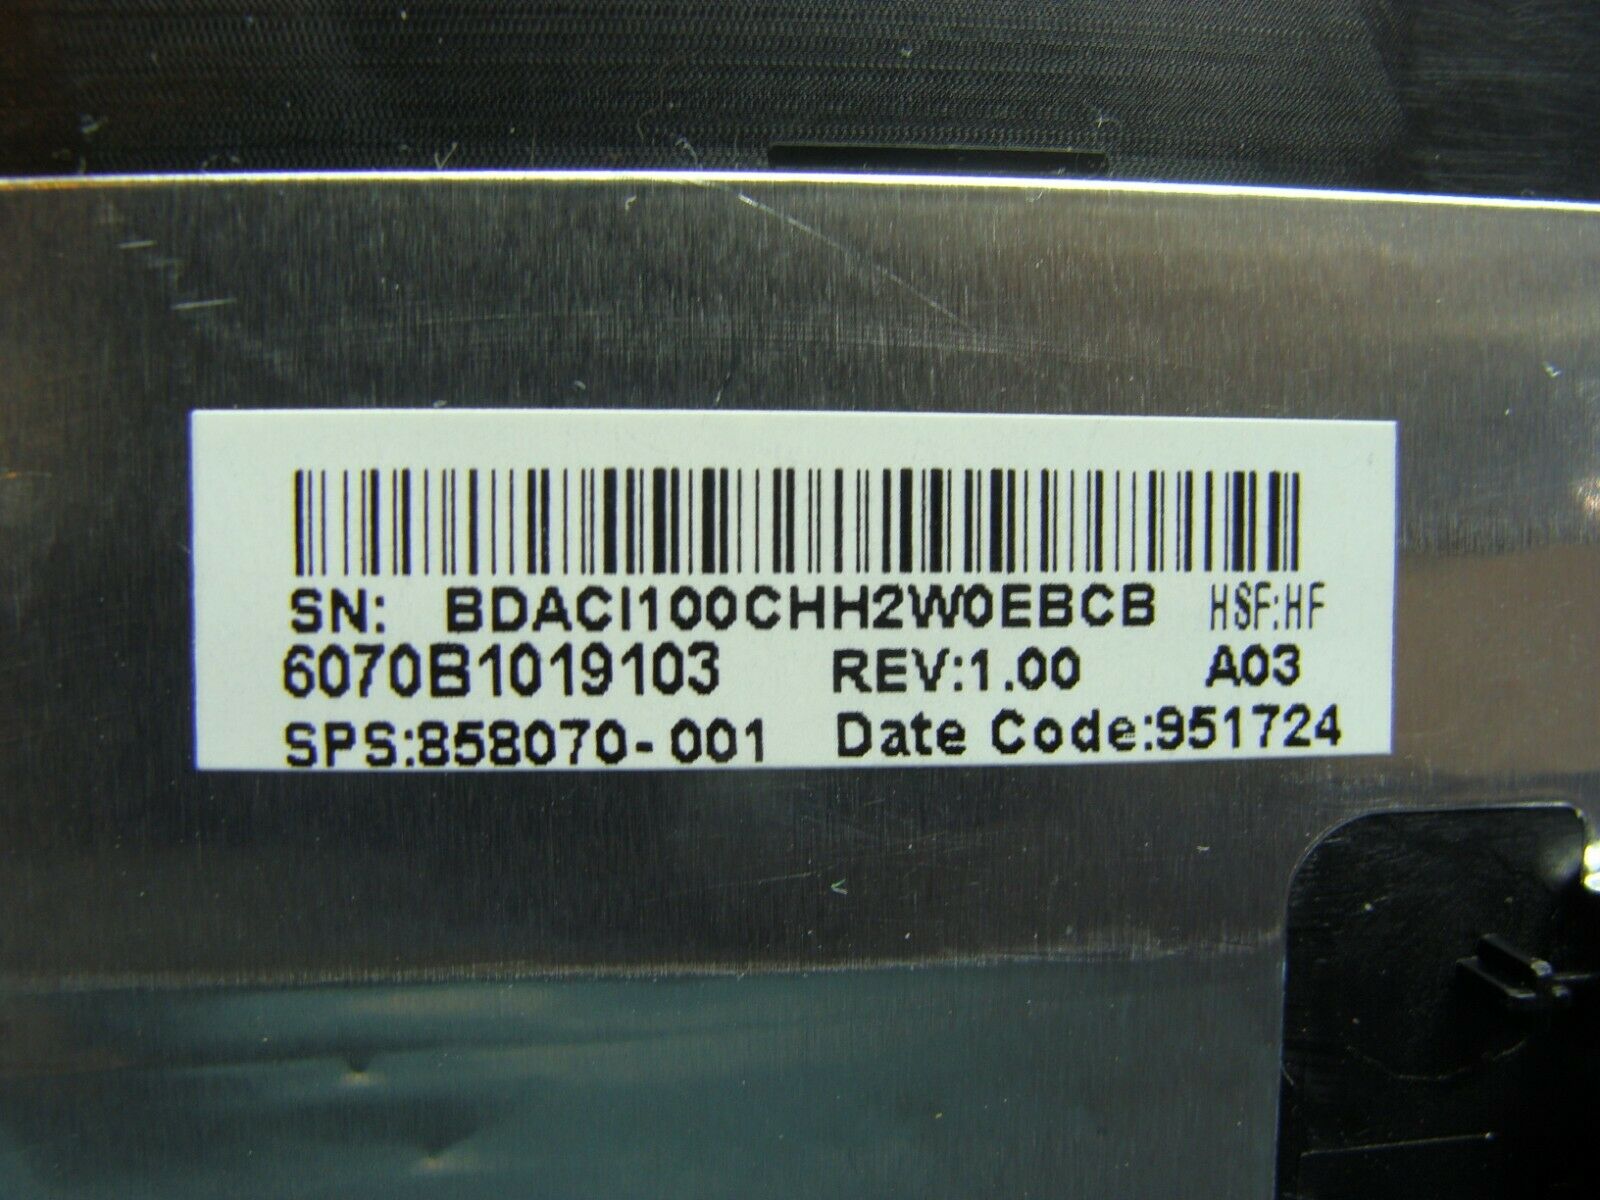 SN: BDACI100CHH2W0EBCB HSF:HF
6070B1019103 REV:1.00 A03
SPS:858070-001 Date Code:951724